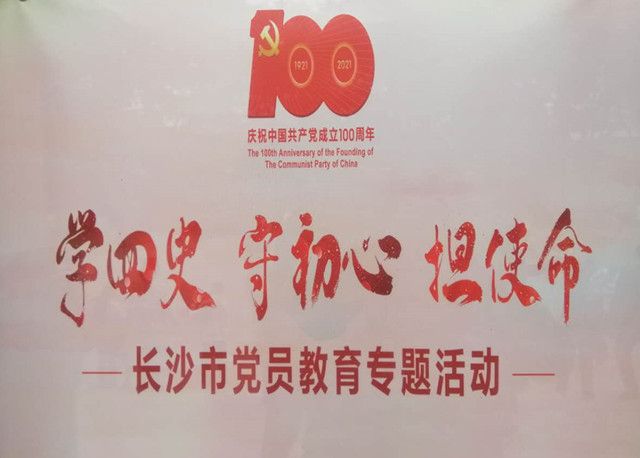 100
1921 2021
庆祝中国共产党成立100周年
The 100th Anniversary of the Founding of
The Communist Party of China
学四史 守初心 担使命
长沙市党员教育专题活动